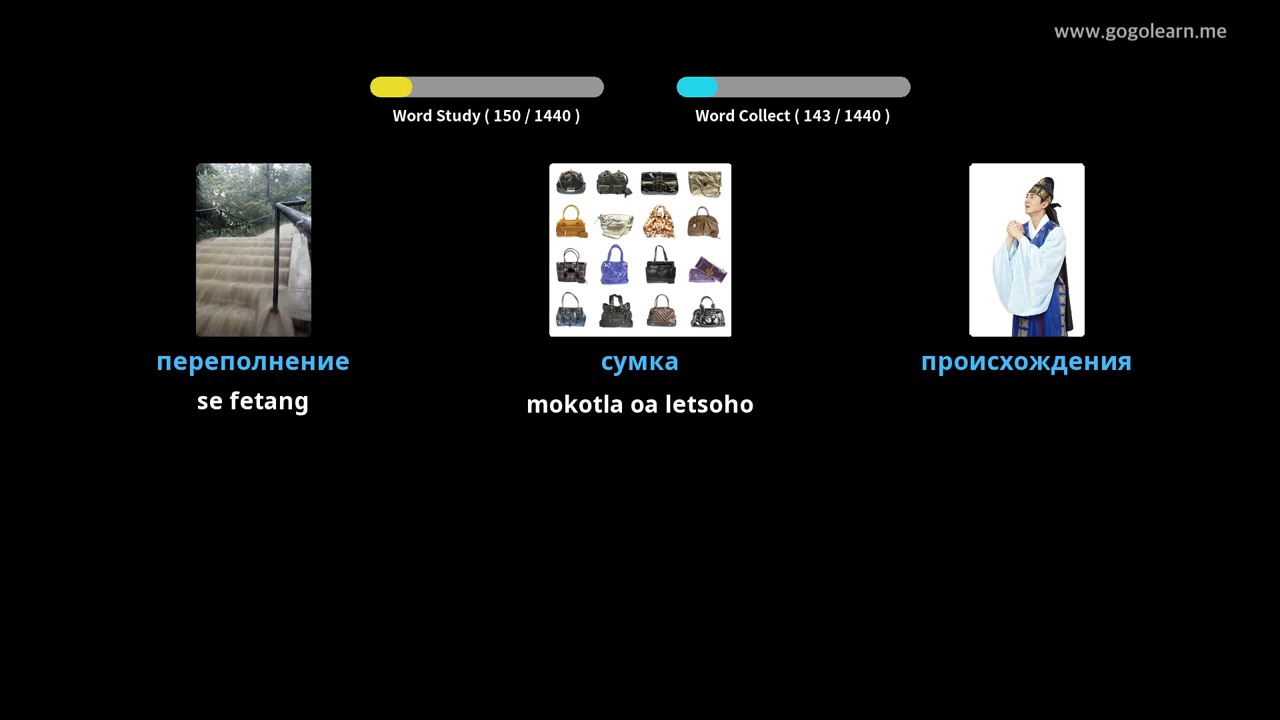 www.gogolearn.me
Word Study ( 150 / 1440 )
Word Collect ( 143 / 1440 )
переполнение
сумка
происхождения
se fetang
mokotla oa letsoho